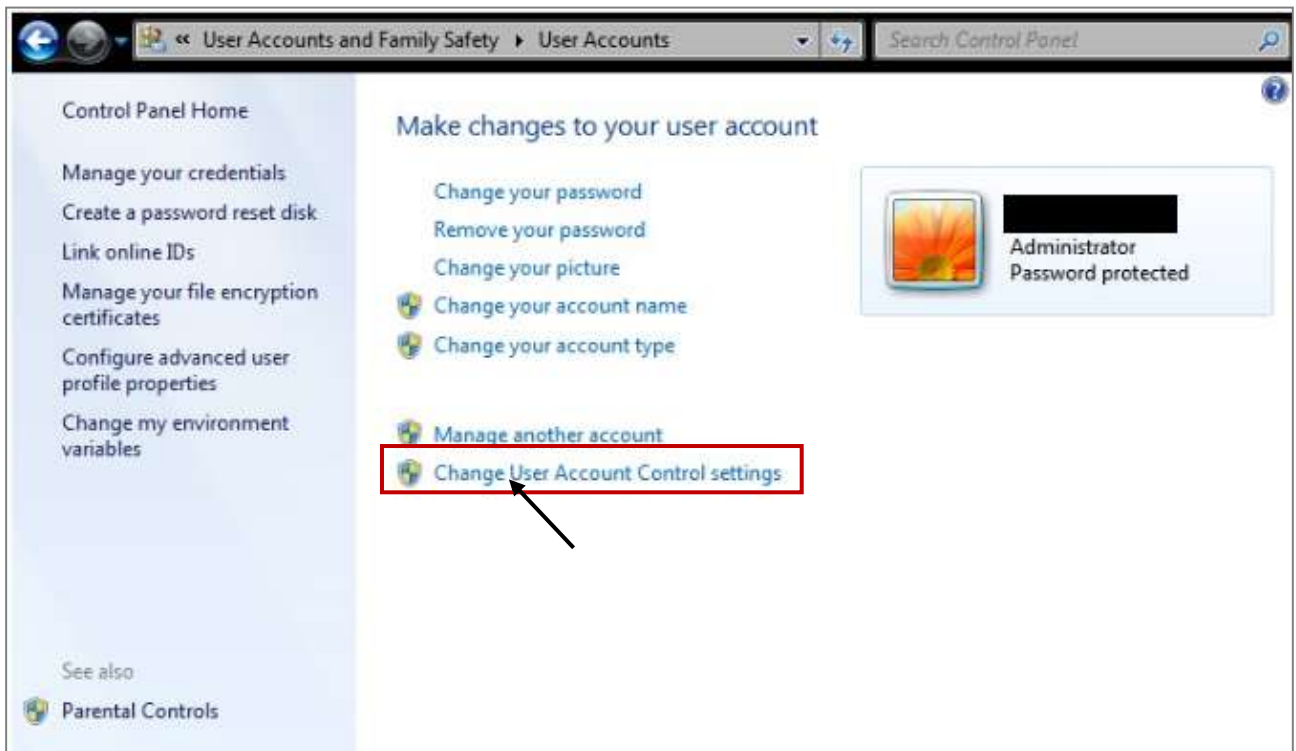 « User Accounts and Family Safety ▸ User Accounts
Search Control Panel
Control Panel Home
Manage your credentials
Create a password reset disk
Link online IDs
Manage your file encryption
certificates
Configure advanced user
profile properties
Change my environment
variables
See also
Parental Controls
Make changes to your user account
Change your password
Remove your password
Change your picture
Change your account name
Change your account type
Manage another account
Change User Account Control settings
Administrator
Password protected